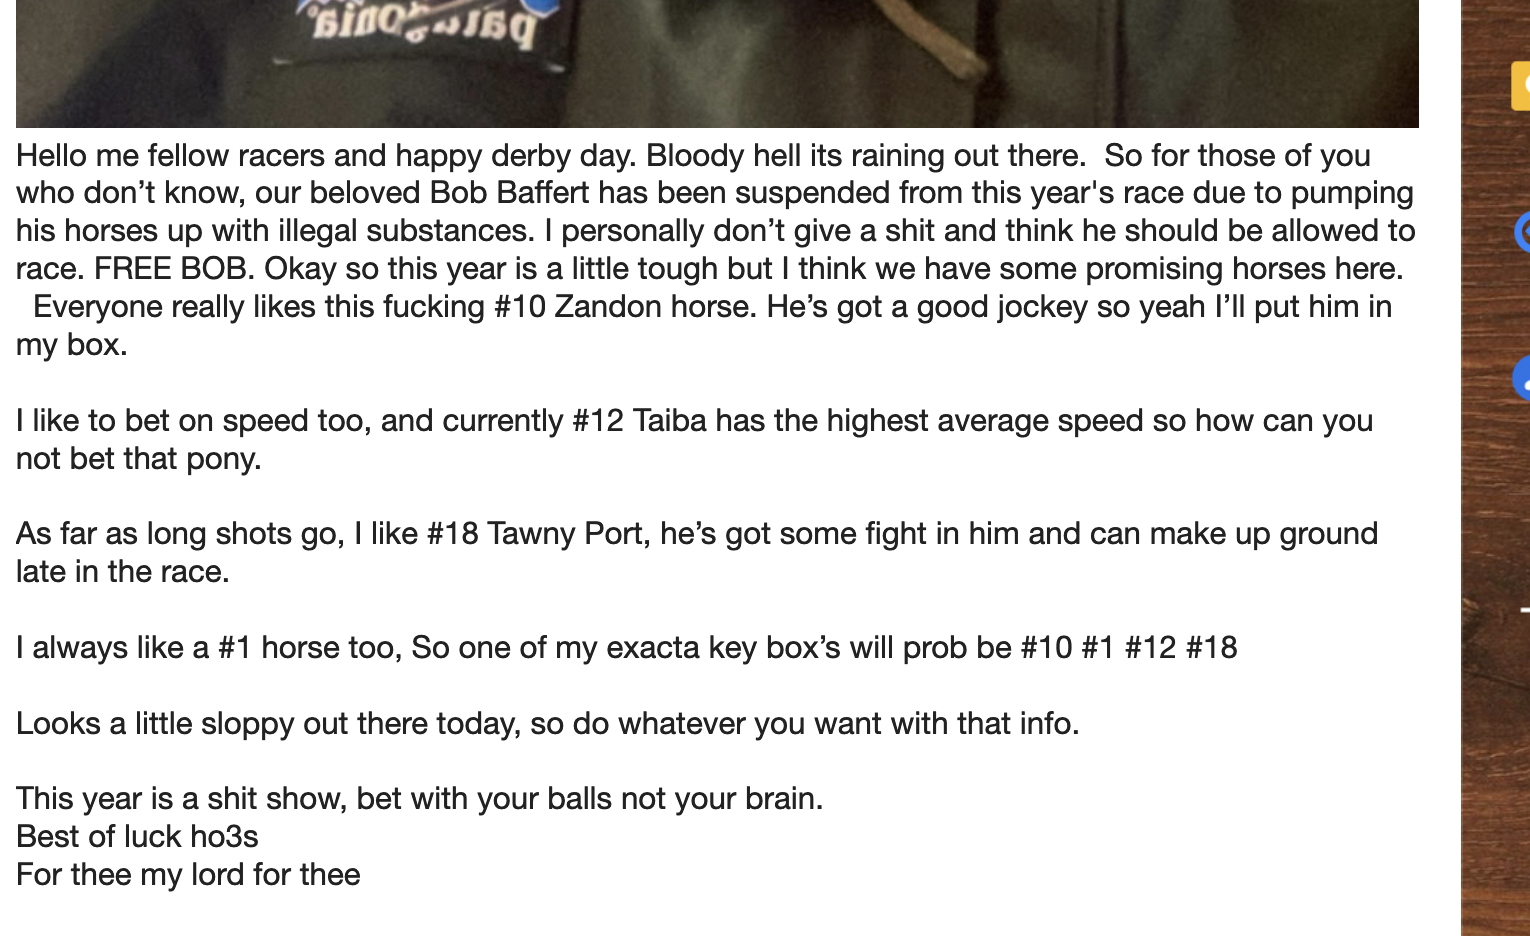 patagonia®
Hello me fellow racers and happy derby day. Bloody hell its raining out there.  So for those of you
who don’t know, our beloved Bob Baffert has been suspended from this year's race due to pumping
his horses up with illegal substances. I personally don’t give a shit and think he should be allowed to
race. FREE BOB. Okay so this year is a little tough but I think we have some promising horses here.
Everyone really likes this fucking #10 Zandon horse. He’s got a good jockey so yeah I’ll put him in
my box.
I like to bet on speed too, and currently #12 Taiba has the highest average speed so how can you
not bet that pony.
As far as long shots go, I like #18 Tawny Port, he’s got some fight in him and can make up ground
late in the race.
I always like a #1 horse too, So one of my exacta key box’s will prob be #10 #1 #12 #18
Looks a little sloppy out there today, so do whatever you want with that info.
This year is a shit show, bet with your balls not your brain.
Best of luck ho3s
For thee my lord for thee